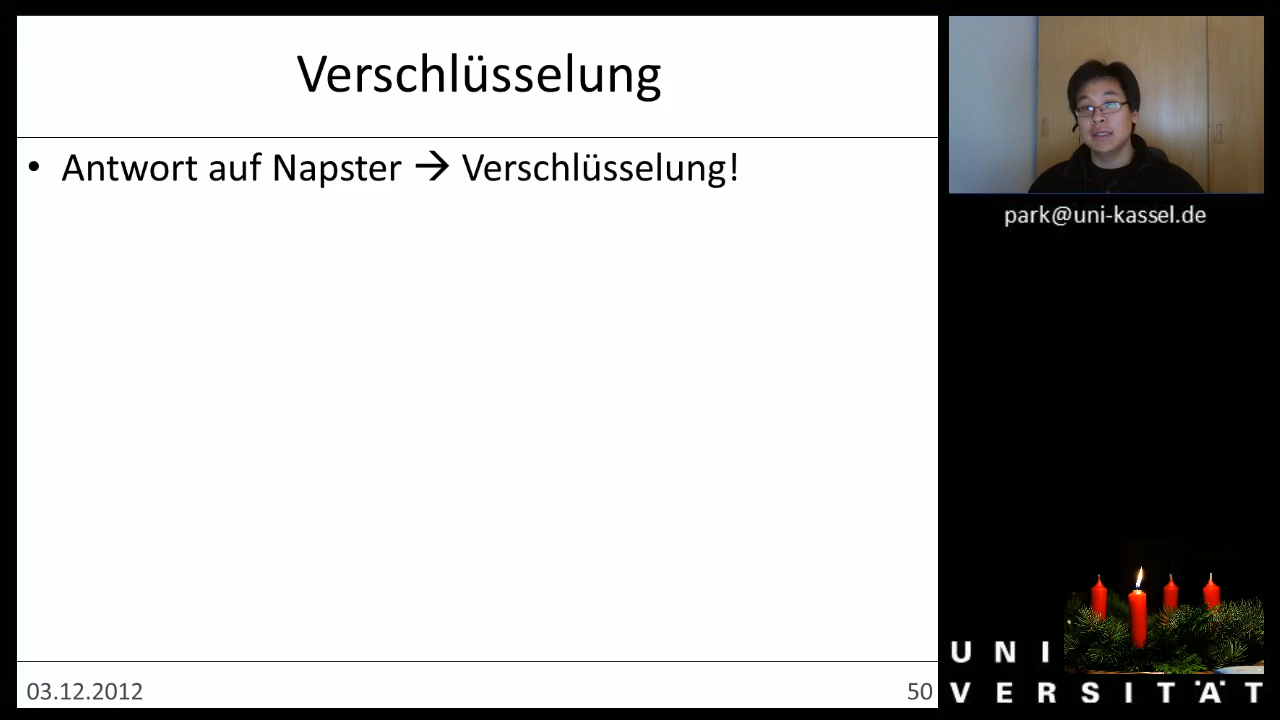 Verschlüsselung
• Antwort auf Napster → Verschlüsselung!
03.12.2012
50
park@uni-kassel.de
UNI
VERSITÄT